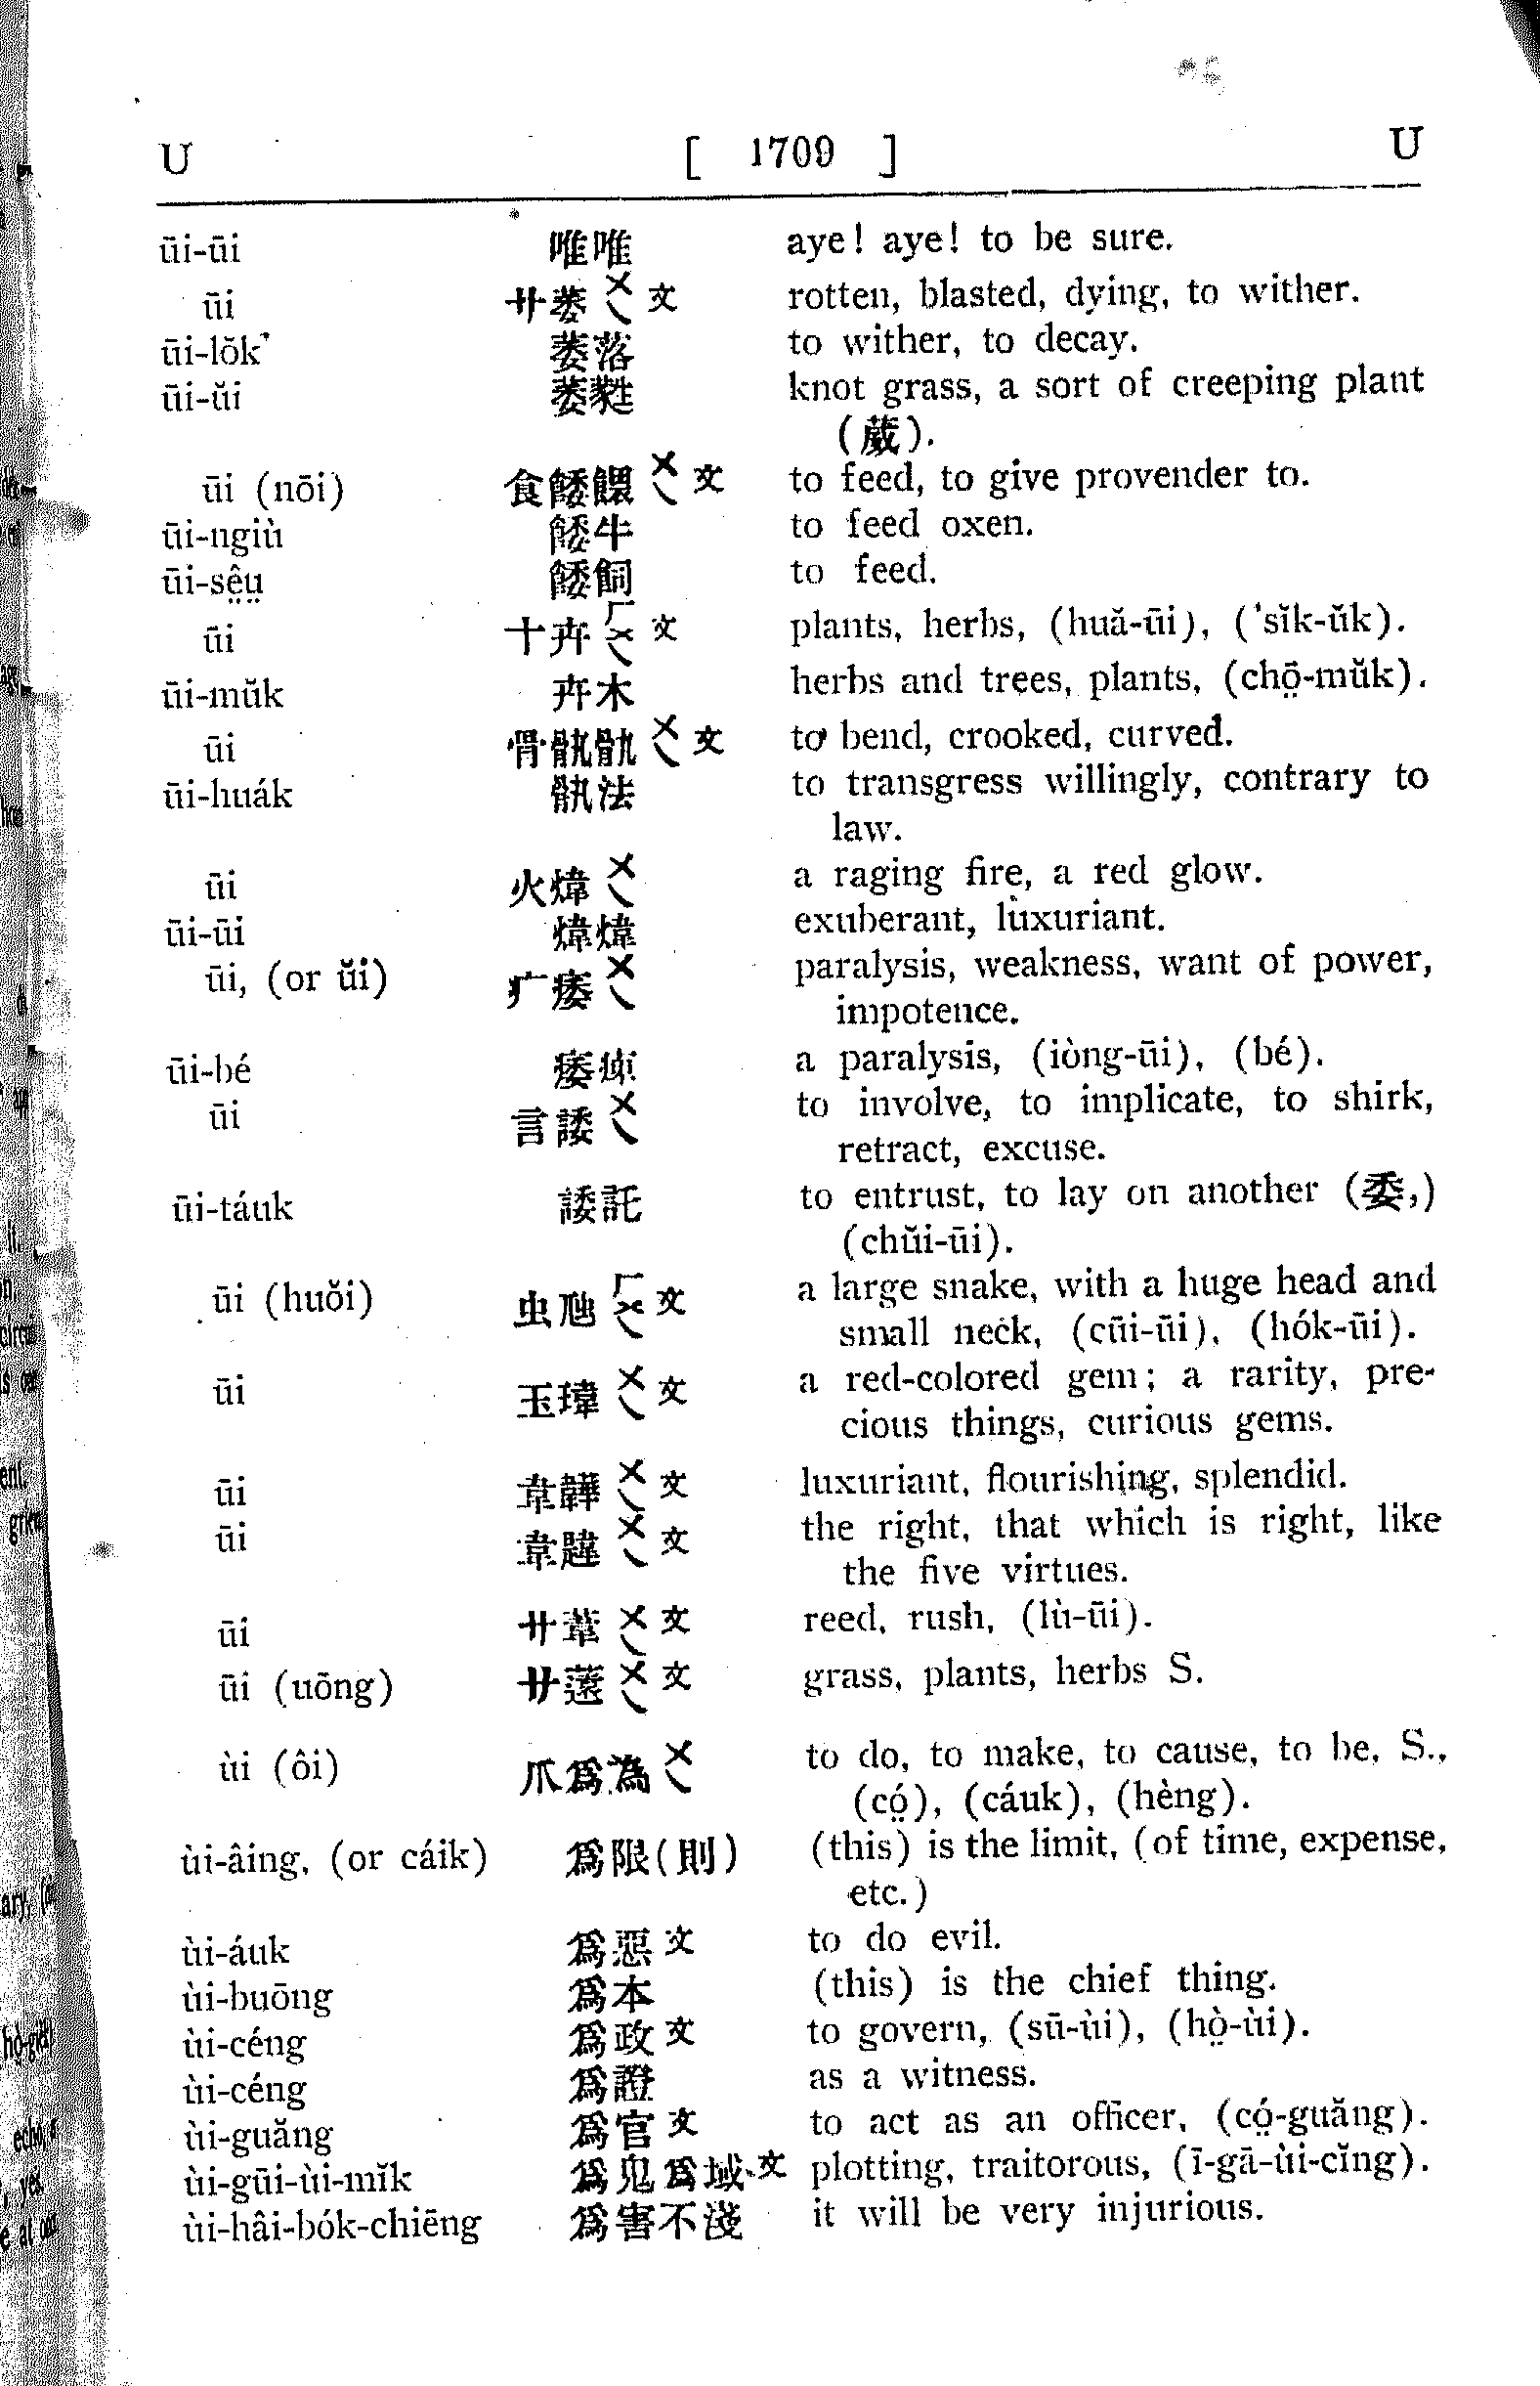 U [ 1709 ] U
ūi-ūi 唯唯 aye! aye! to be sure.
ūi 艹萎ㄨㄟ文 rotten, blasted, dying, to wither.
ūi-lŏk 萎落 to wither, to decay.
ūi-ŭi 萎蕤 knot grass, a sort of creeping plant
(葳).
ūi (nōi) 食餧餵ㄨㄟ文 to feed, to give provender to.
ūi-ngiù 餧牛 to feed oxen.
ūi-sê̤ṳ 餧飼 to feed.
ūi 十卉ㄏㄨㄟ文 plants, herbs, (huă-ūi), (sĭk-ŭk).
ūi-mŭk 卉木 herbs and trees, plants, (chō̤-mŭk).
ūi 骨骫骪ㄨㄟ文 to bend, crooked, curved.
ūi-huák 骫法 to transgress willingly, contrary to
law.
ūi 火煒ㄨㄟ a raging fire, a red glow.
ūi-ūi 煒煒 exuberant, luxuriant.
ūi, (or ŭi) 疒痿ㄨㄟ paralysis, weakness, want of power,
impotence.
ūi-bé 痿 a paralysis, (iòng-ūi), (bé).
ūi 言諉ㄨㄟ to involve, to implicate, to shirk,
retract, excuse.
ūi-táuk 諉託 to entrust, to lay on another (委,)
(chŭi-ūi).
ūi (huŏi) 虫虺ㄏㄨㄟ文 a large snake, with a huge head and
small neck, (cūi-ūi), (hók-ūi).
ūi 玉瑋ㄨㄟ文 a red-colored gem; a rarity, pre-
cious things, curious gems.
ūi 韋韡ㄨㄟ文 luxuriant, flourishing, splendid.
ūi 韋韙ㄨㄟ文 the right, that which is right, like
the five virtues.
ūi 艹葦ㄨㄟ文 reed, rush, (lù-ūi).
ūi (uōng) 艹薳ㄨㄟ文 grass, plants, herbs S.
ùi (ôi) 爪爲為ㄨㄟ to do, to make, to cause, to be, S.,
(có̤), (cáuk), (hèng).
ùi-âing, (or cáik) 爲限(則) (this) is the limit, (of time, expense,
etc.)
ùi-áuk 爲惡文 to do evil.
ùi-buōng 爲本 (this) is the chief thing.
ùi-céng 爲政文 to govern, (sū-ùi), (hò̤-ùi).
ùi-céng 爲證 as a witness.
ùi-guăng 爲官文 to act as an officer, (có̤-guăng).
ùi-gūi-ùi-mĭk 爲鬼爲域文 plotting, traitorous, (ī-gā-ùi-cĭng).
ùi-hâi-bók-chiēng 爲害不淺 it will be very injurious.